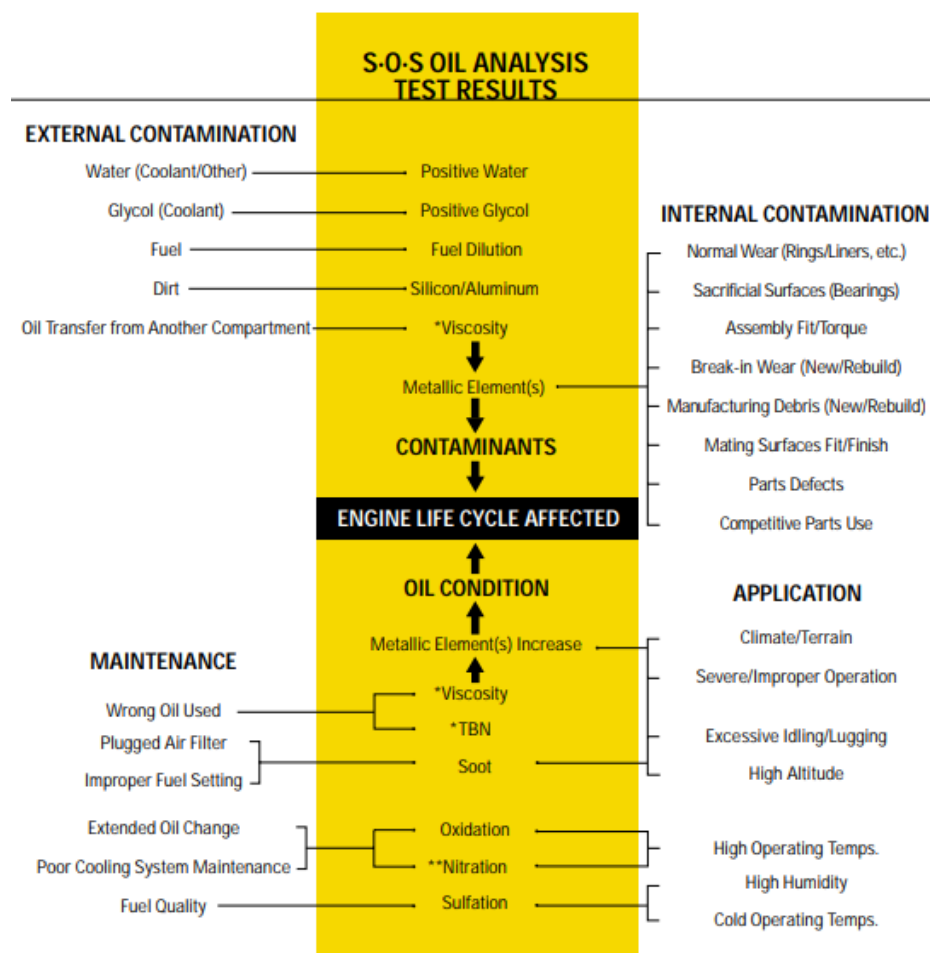 S·O·S OIL ANALYSIS
TEST RESULTS
EXTERNAL CONTAMINATION
Water (Coolant/Other)
Positive Water
Glycol (Coolant)
Positive Glycol
Fuel
Fuel Dilution
Dirt
Silicon/Aluminum
Oil Transfer from Another Compartment
*Viscosity
Metallic Element(s)
CONTAMINANTS
ENGINE LIFE CYCLE AFFECTED
INTERNAL CONTAMINATION
Normal Wear (Rings/Liners, etc.)
Sacrificial Surfaces (Bearings)
Assembly Fit/Torque
Break-in Wear (New/Rebuild)
Manufacturing Debris (New/Rebuild)
Mating Surfaces Fit/Finish
Parts Defects
Competitive Parts Use
OIL CONDITION
Metallic Element(s) Increase
MAINTENANCE
Wrong Oil Used
*Viscosity
*TBN
Plugged Air Filter
Improper Fuel Setting
Soot
Extended Oil Change
Poor Cooling System Maintenance
Oxidation
**Nitration
Fuel Quality
Sulfation
APPLICATION
Climate/Terrain
Severe/Improper Operation
Excessive Idling/Lugging
High Altitude
High Operating Temps.
High Humidity
Cold Operating Temps.